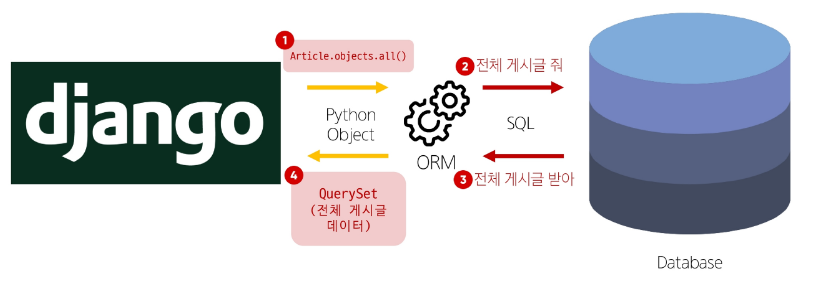 1
Article.objects.all()
2 전체 게시글 줘
django
Python
Object
SQL
ORM
4
QuerySet
(전체 게시글
데이터)
3 전체 게시글 받아
Database